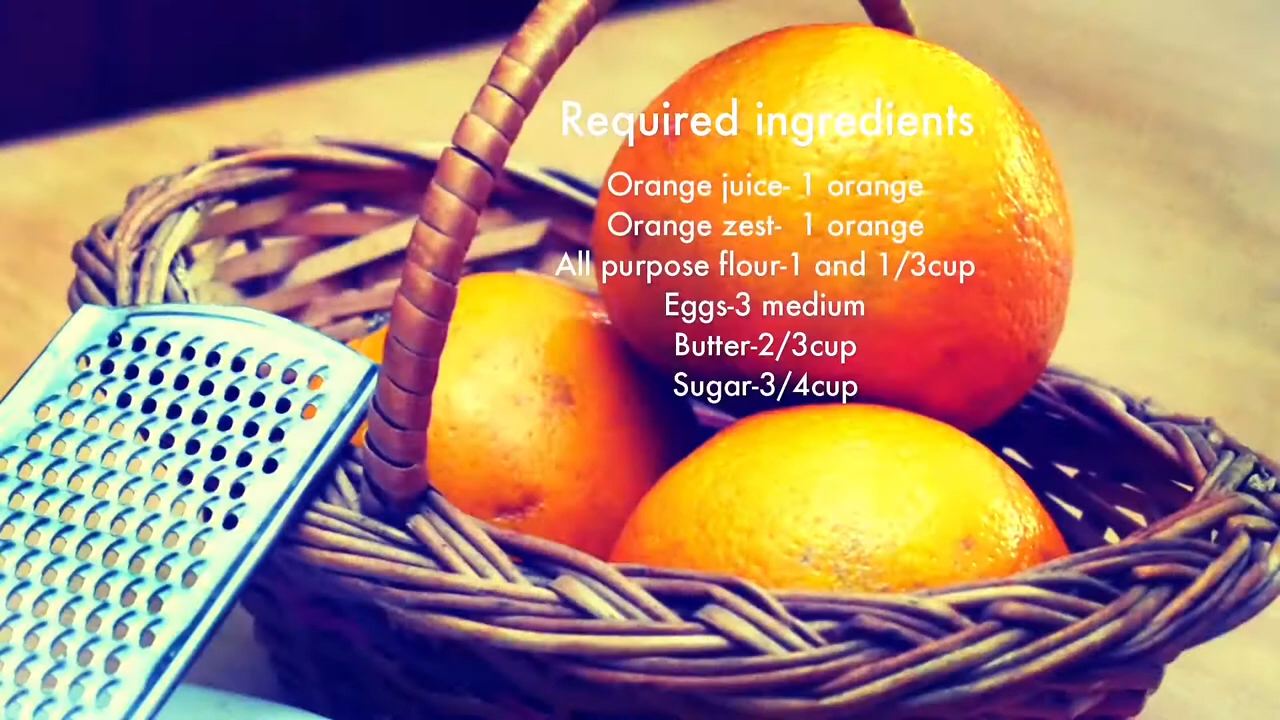 Required ingredients
Orange juice- 1 orange
Orange zest-  1 orange
All purpose flour-1 and 1/3cup
Eggs-3 medium
Butter-2/3cup
Sugar-3/4cup